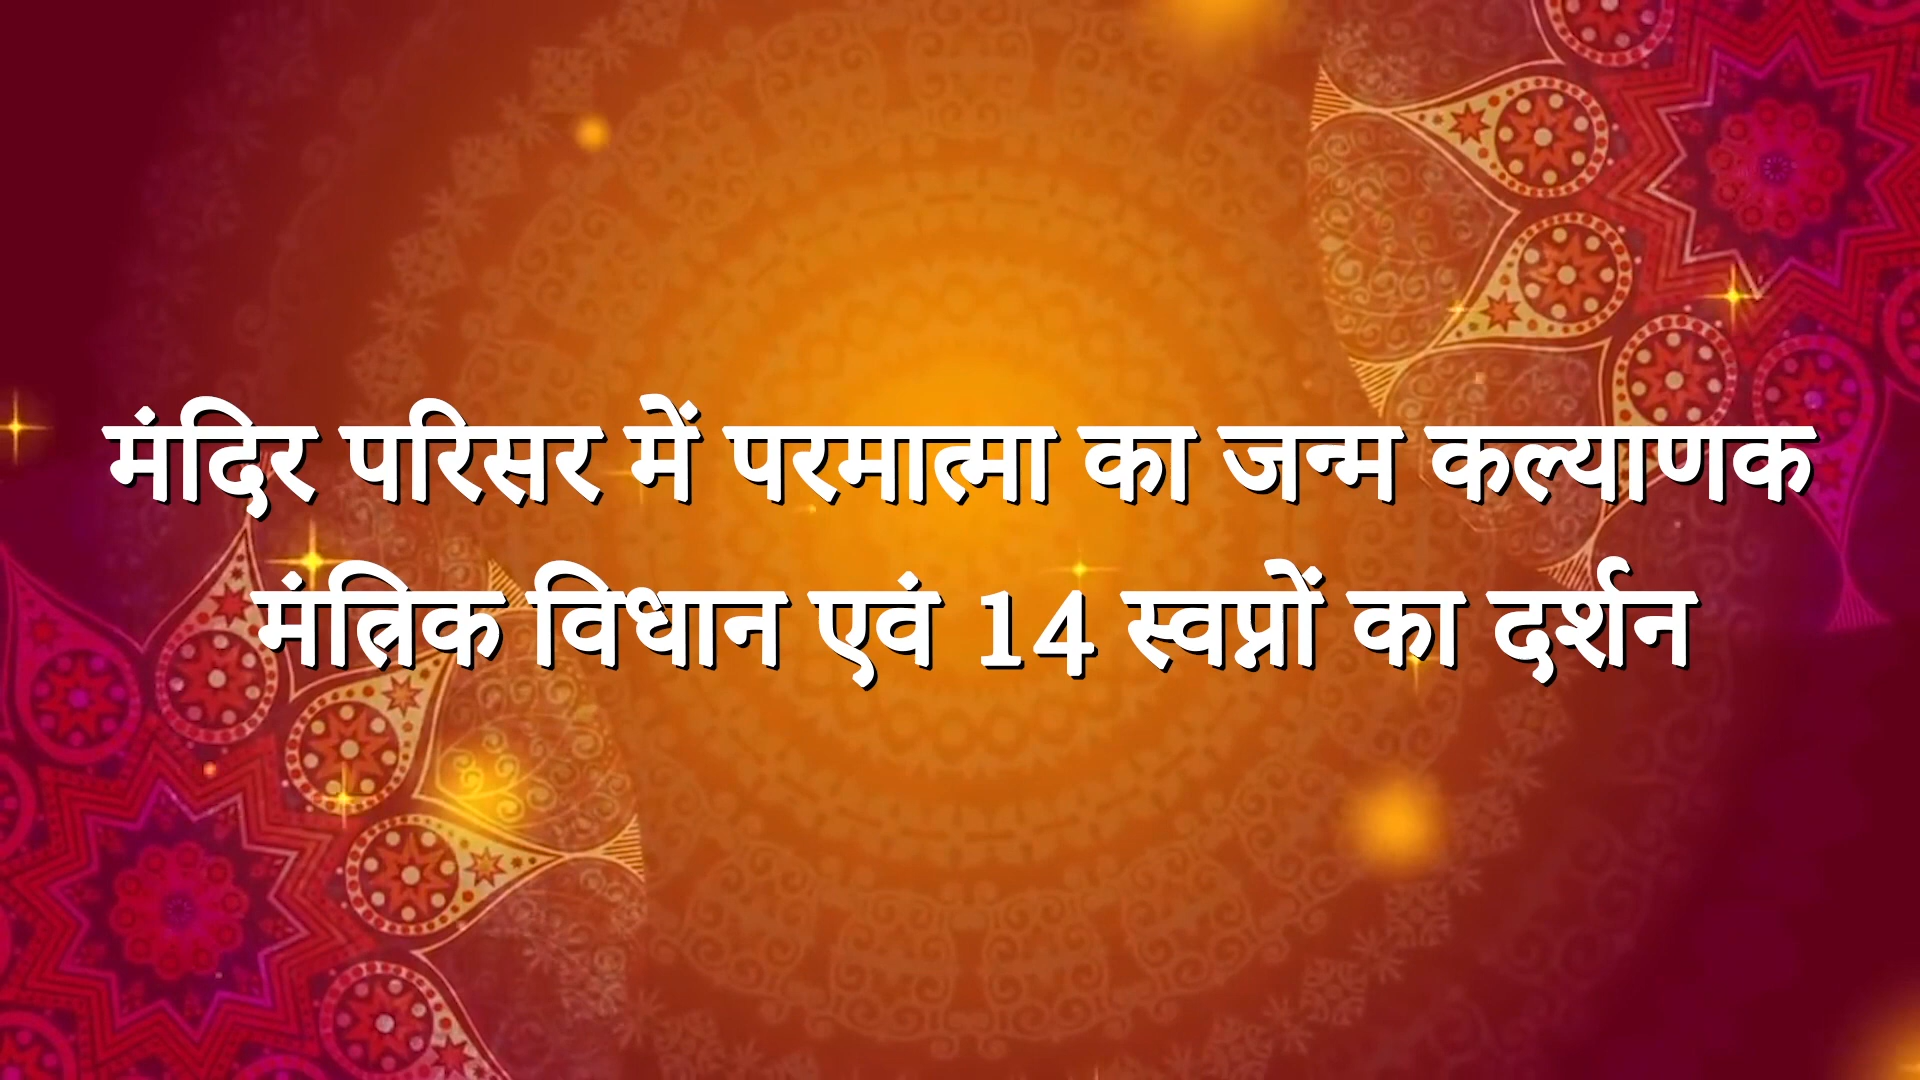 मंदिर परिसर में परमात्मा का जन्म कल्याणक
मंत्रिक विधान एवं 14 स्वप्नों का दर्शन